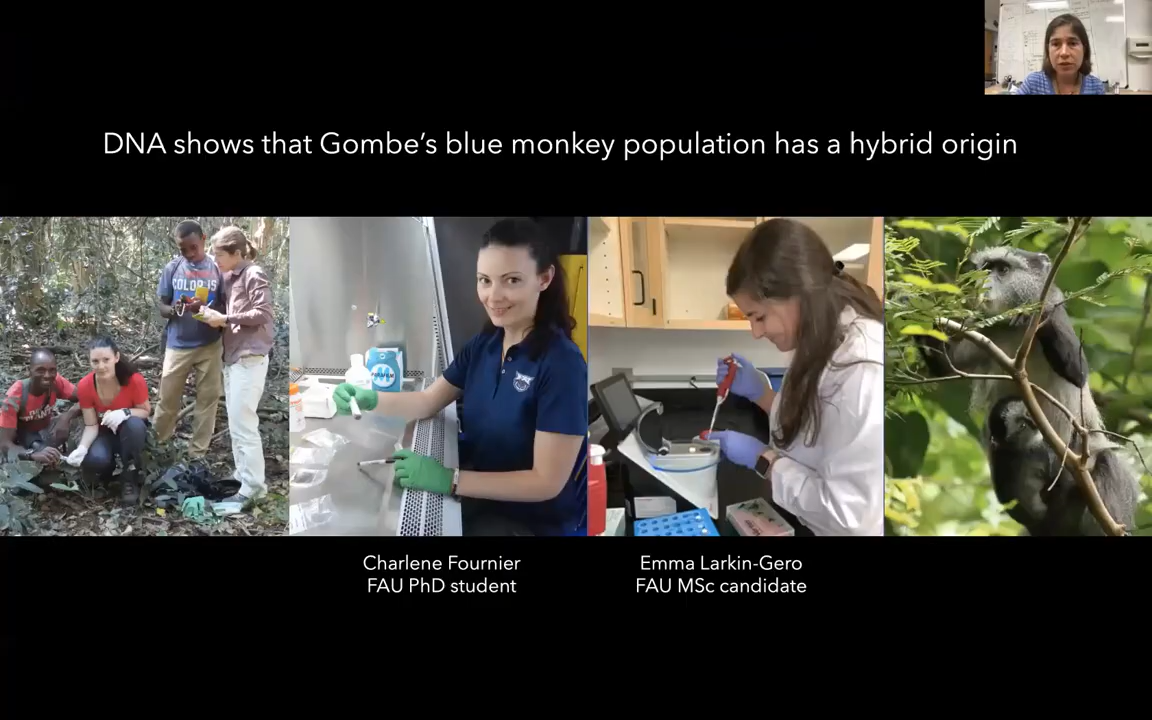 DNA shows that Gombe’s blue monkey population has a hybrid origin
Charlene Fournier
FAU PhD student
Emma Larkin-Gero
FAU MSc candidate